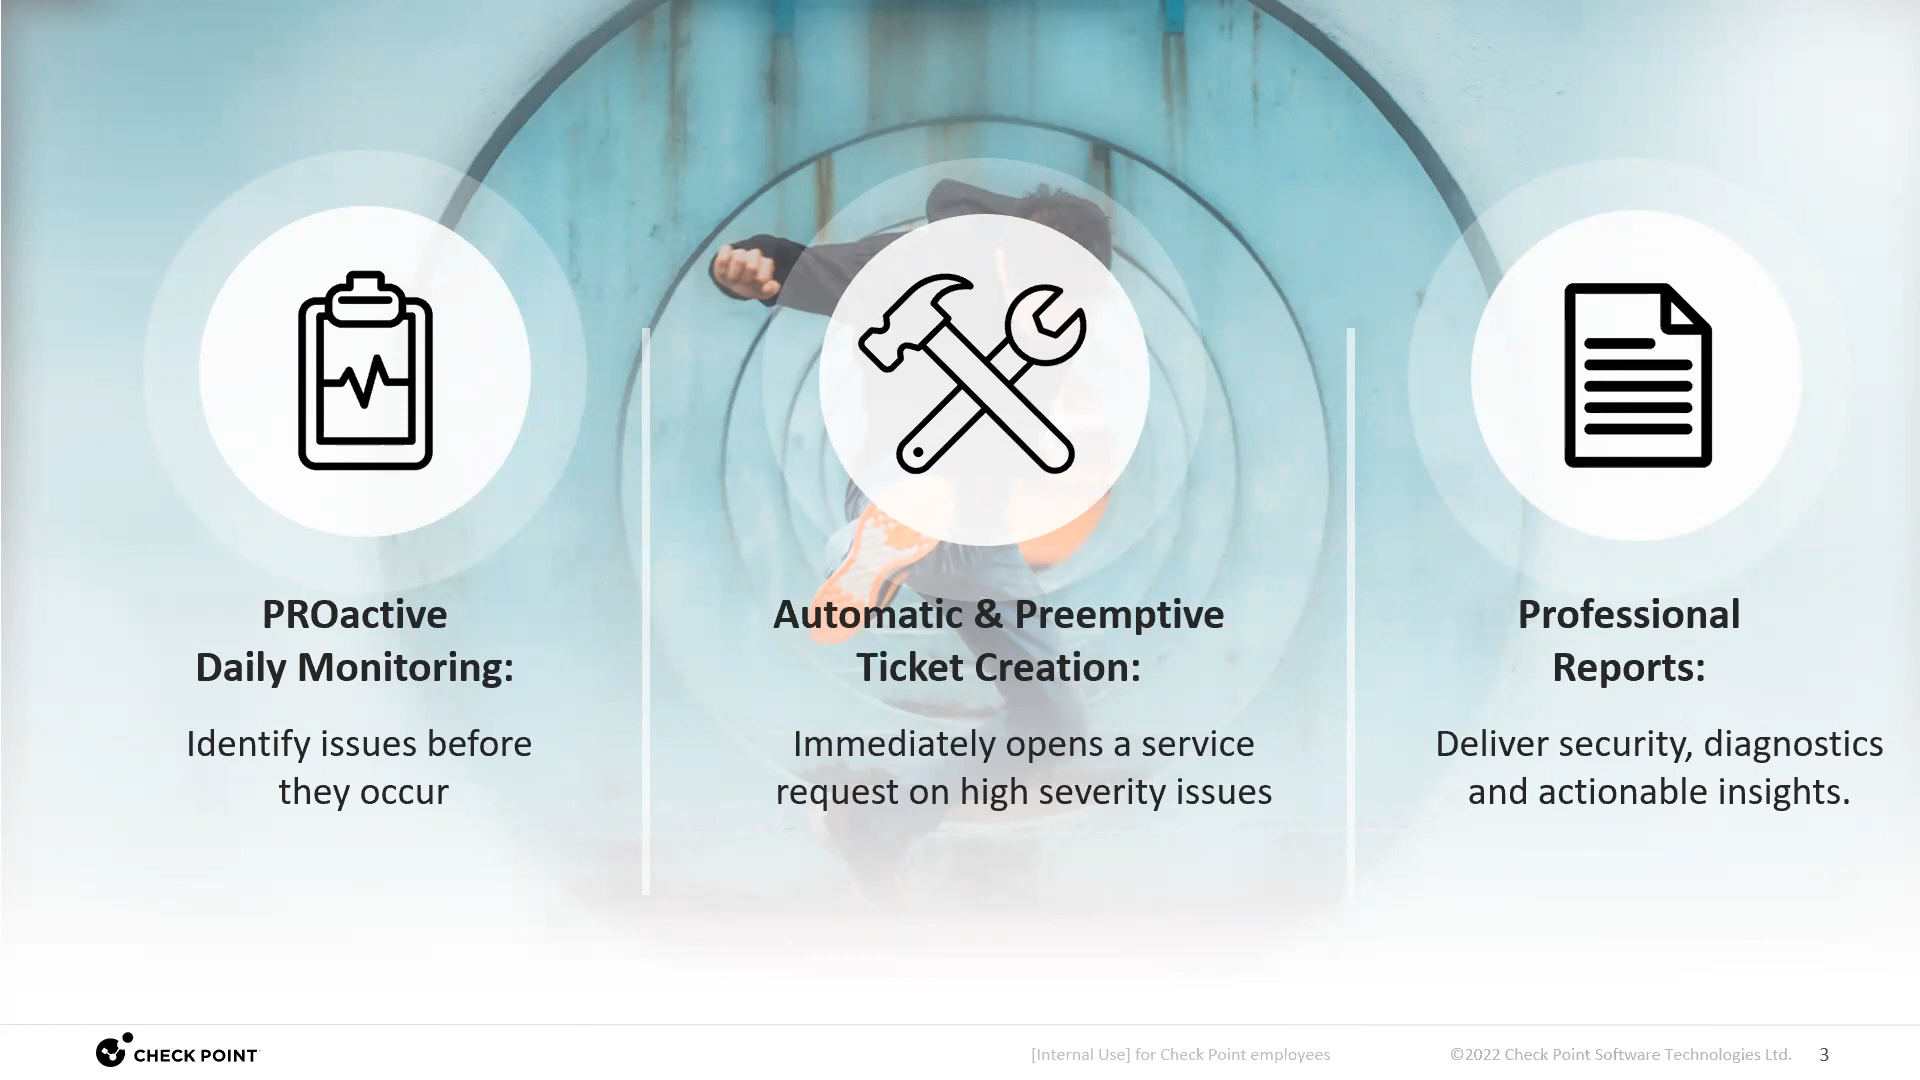 PROactive
Daily Monitoring:
Identify issues before
they occur
Automatic & Preemptive
Ticket Creation:
Immediately opens a service
request on high severity issues
Professional
Reports:
Deliver security, diagnostics
and actionable insights.
CHECK POINT
[Internal Use] for Check Point employees
©2022 Check Point Software Technologies Ltd.
3